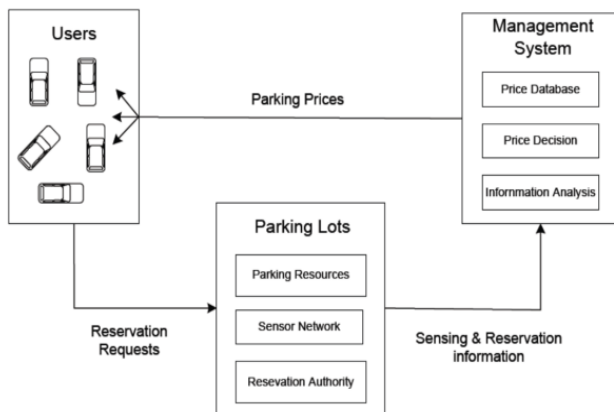 Users
Management
System
Price Database
Parking Prices
Price Decision
Infornmation Analysis
Parking Lots
Parking Resources
Reservation
Requests
Sensor Network
Sensing & Reservation
information
Resevation Authority